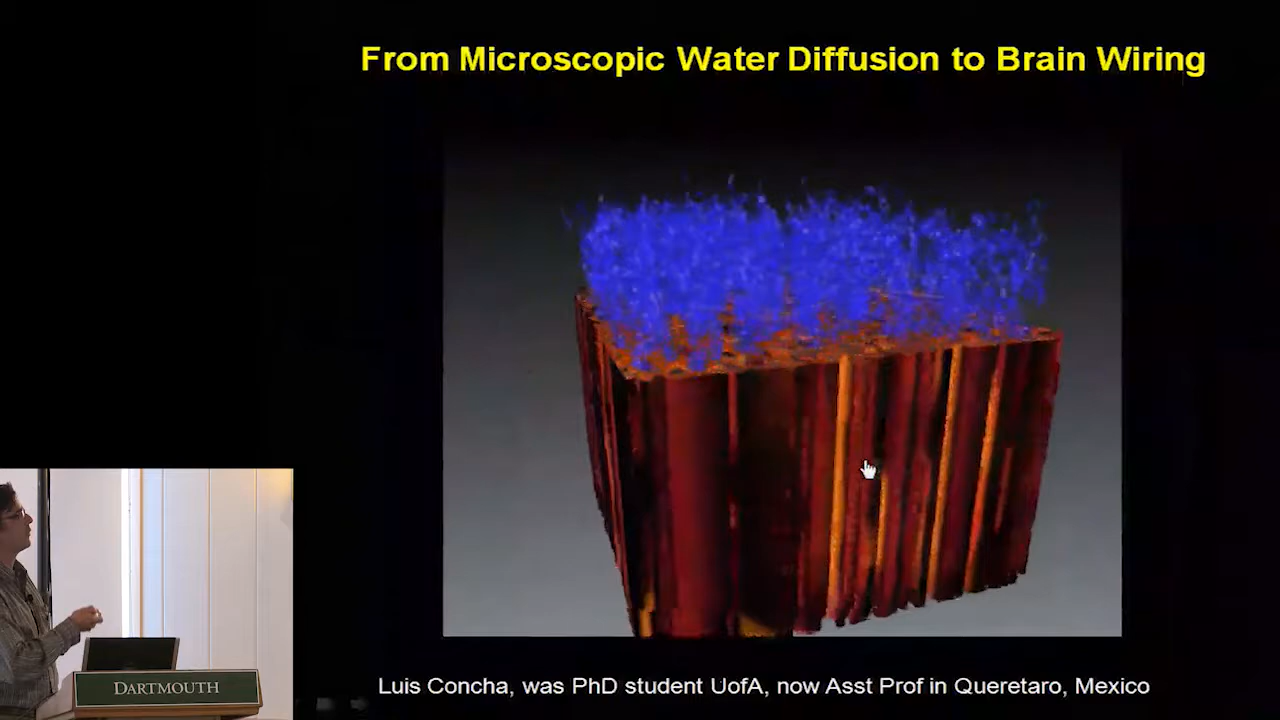 From Microscopic Water Diffusion to Brain Wiring
Luis Concha, was PhD student UofA, now Asst Prof in Queretaro, Mexico
DARTMOUTH